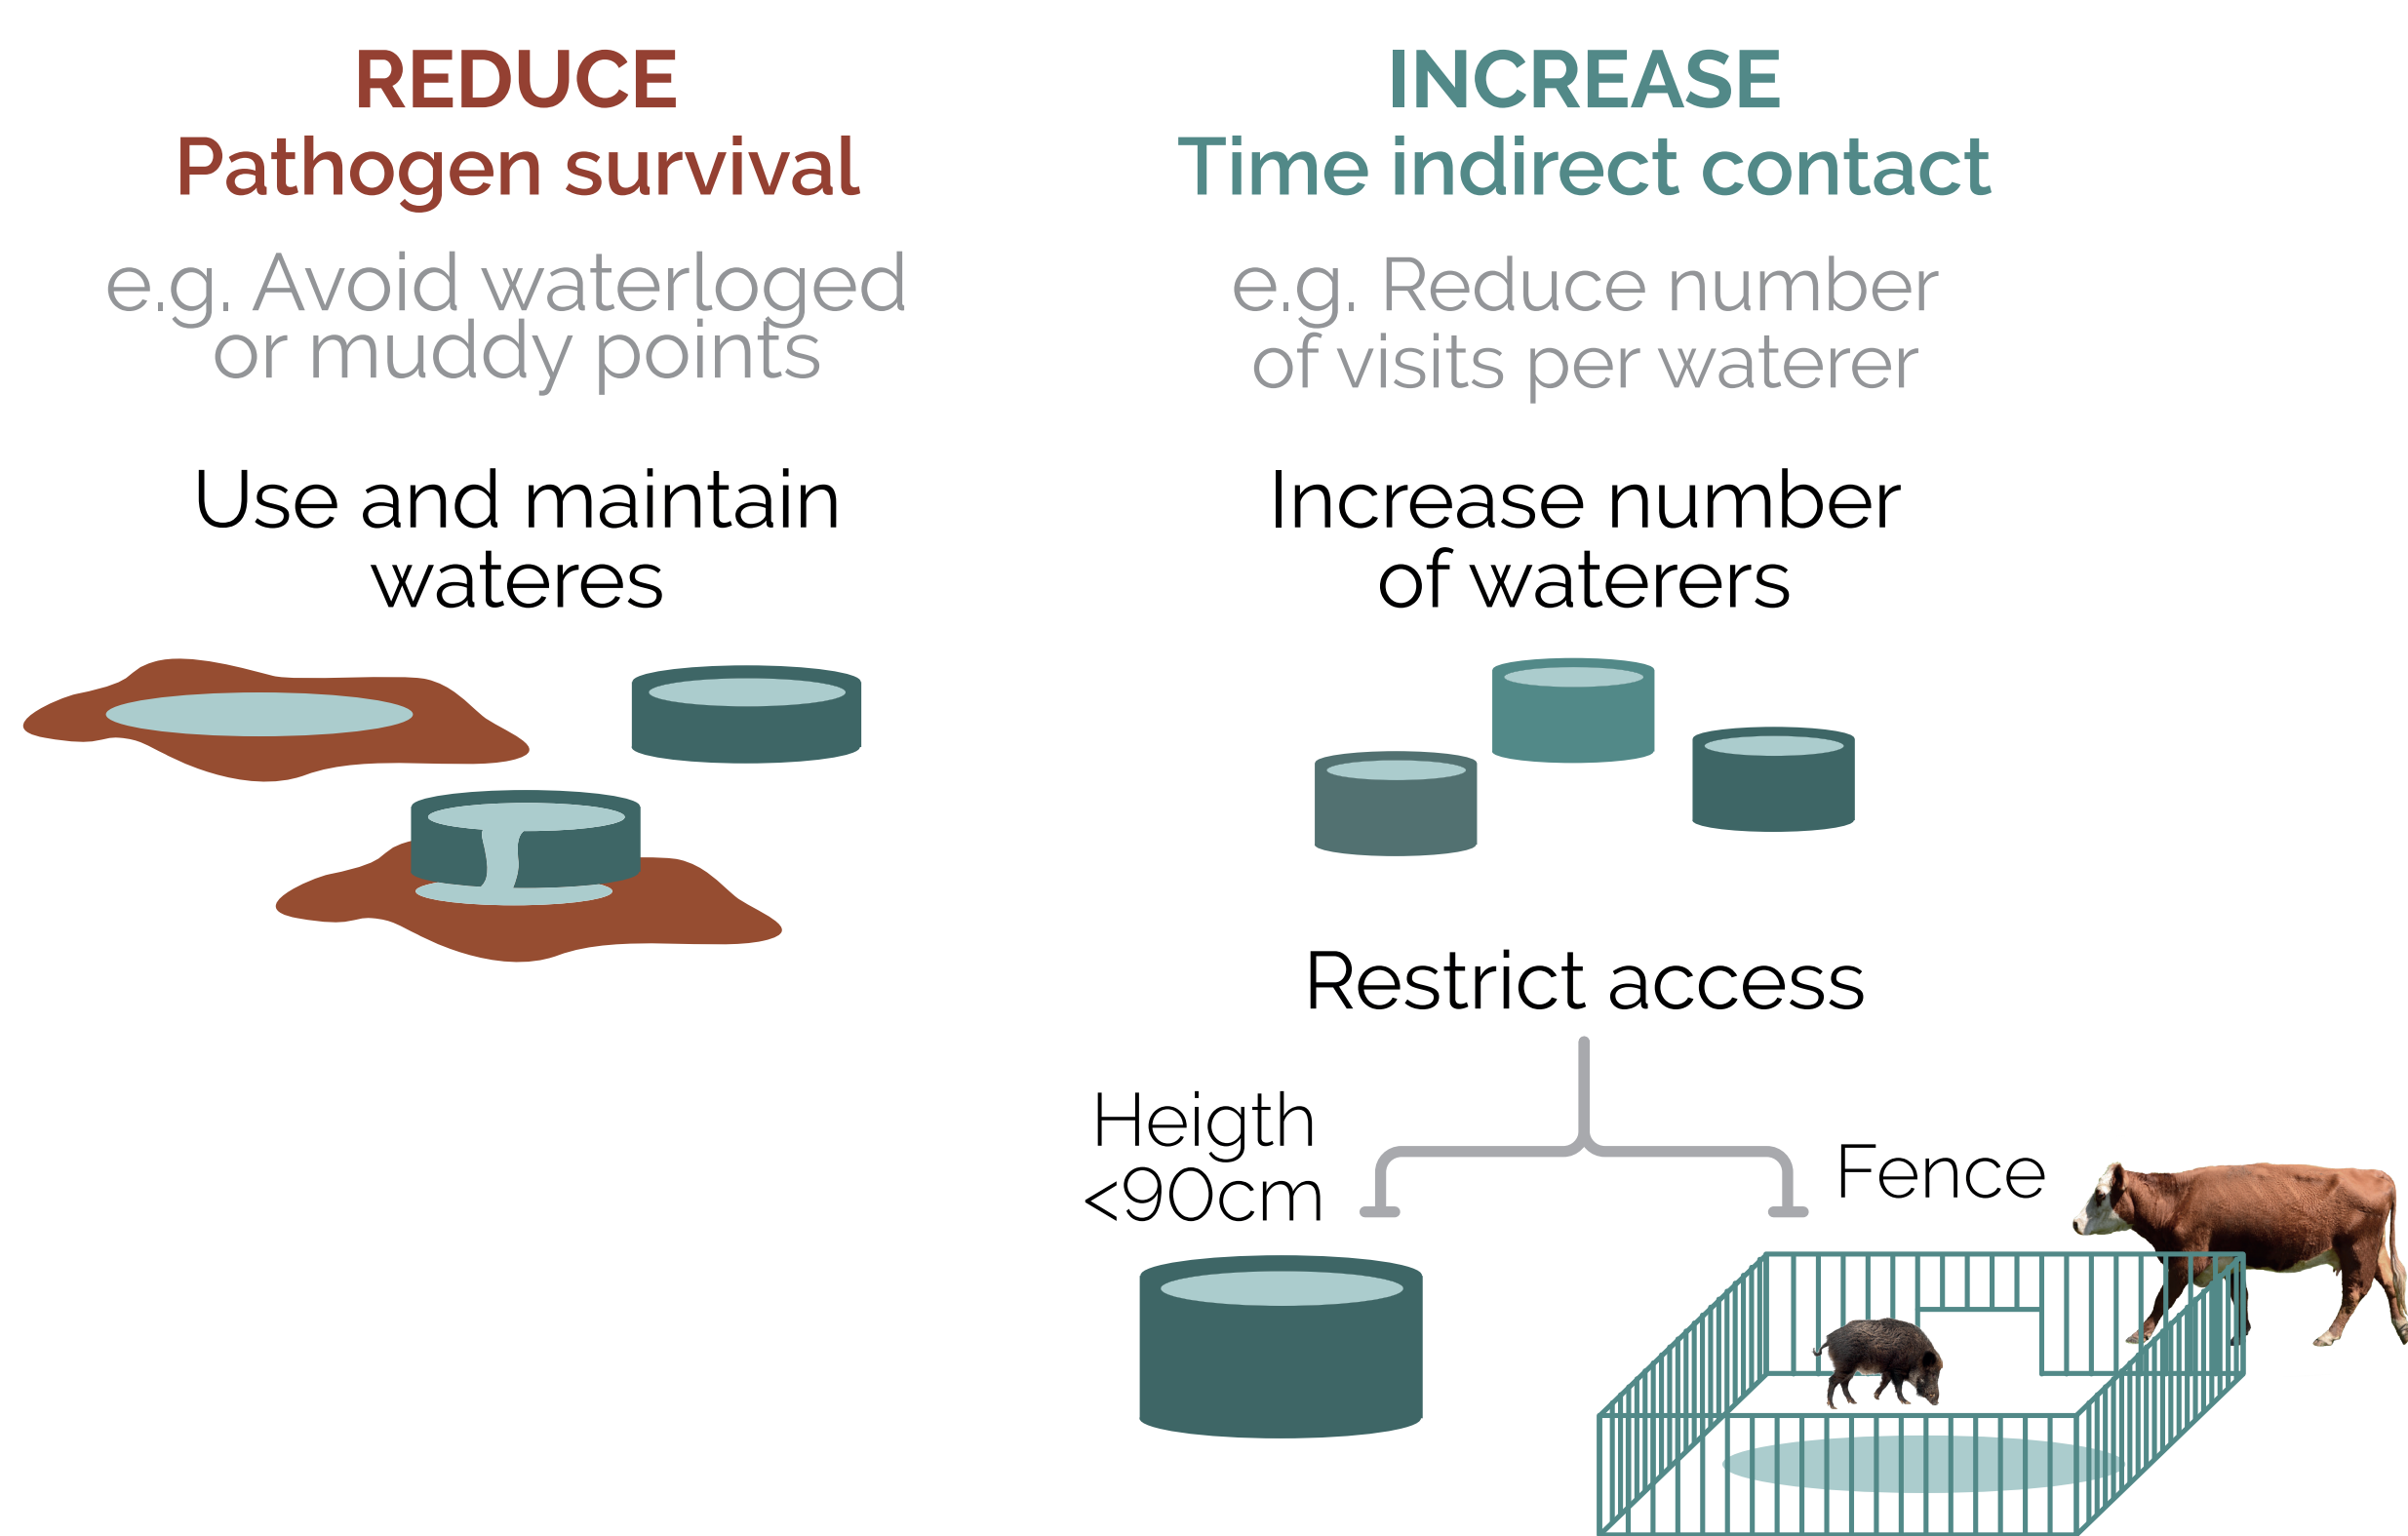 REDUCE
Pathogen survival
e.g. Avoid waterloged
or muddy points
Use and maintain
wateres
INCREASE
Time indirect contact
e.g. Reduce number
of visits per waterer
Increase number
of waterers
Restrict access
Heigth
<90cm
Fence